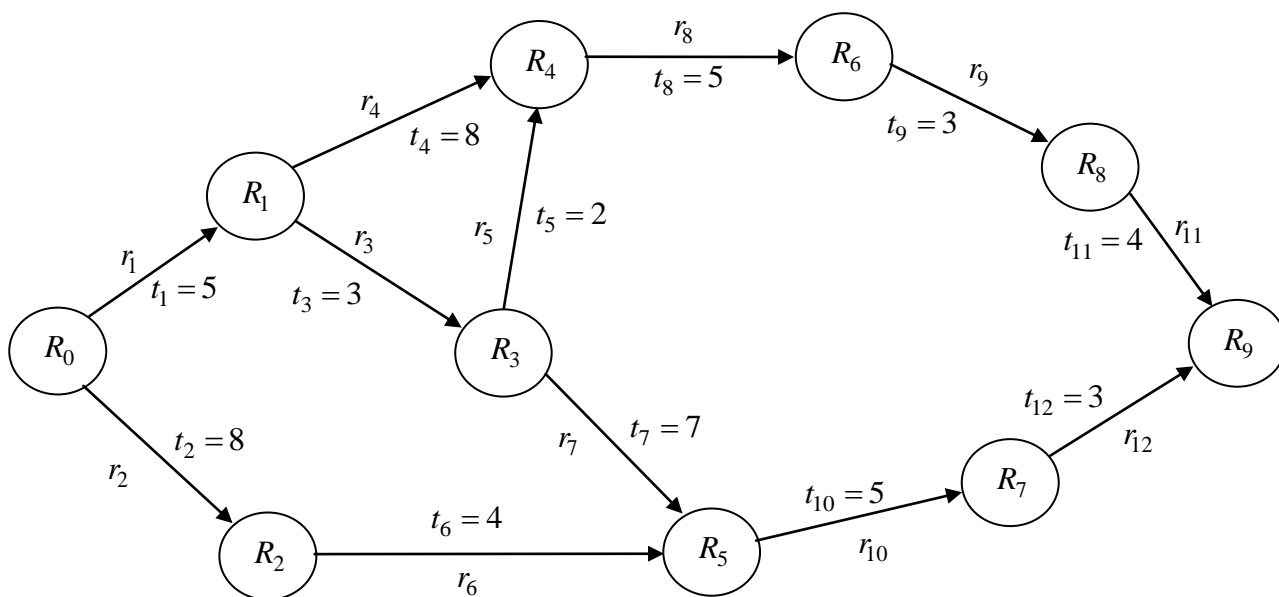 r₈
R₄
R₆
t₈ = 5
r₉
r₄
t₄ = 8
t₉ = 3
R₈
R₁
r₅
t₅ = 2
r₃
r₁₁
t₁₁ = 4
r₁
t₁ = 5
t₃ = 3
R₀
R₃
R₉
t₁₂ = 3
t₂ = 8
r₇
t₇ = 7
r₁₂
r₂
R₇
t₁₀ = 5
t₆ = 4
R₂
R₅
r₁₀
r₆